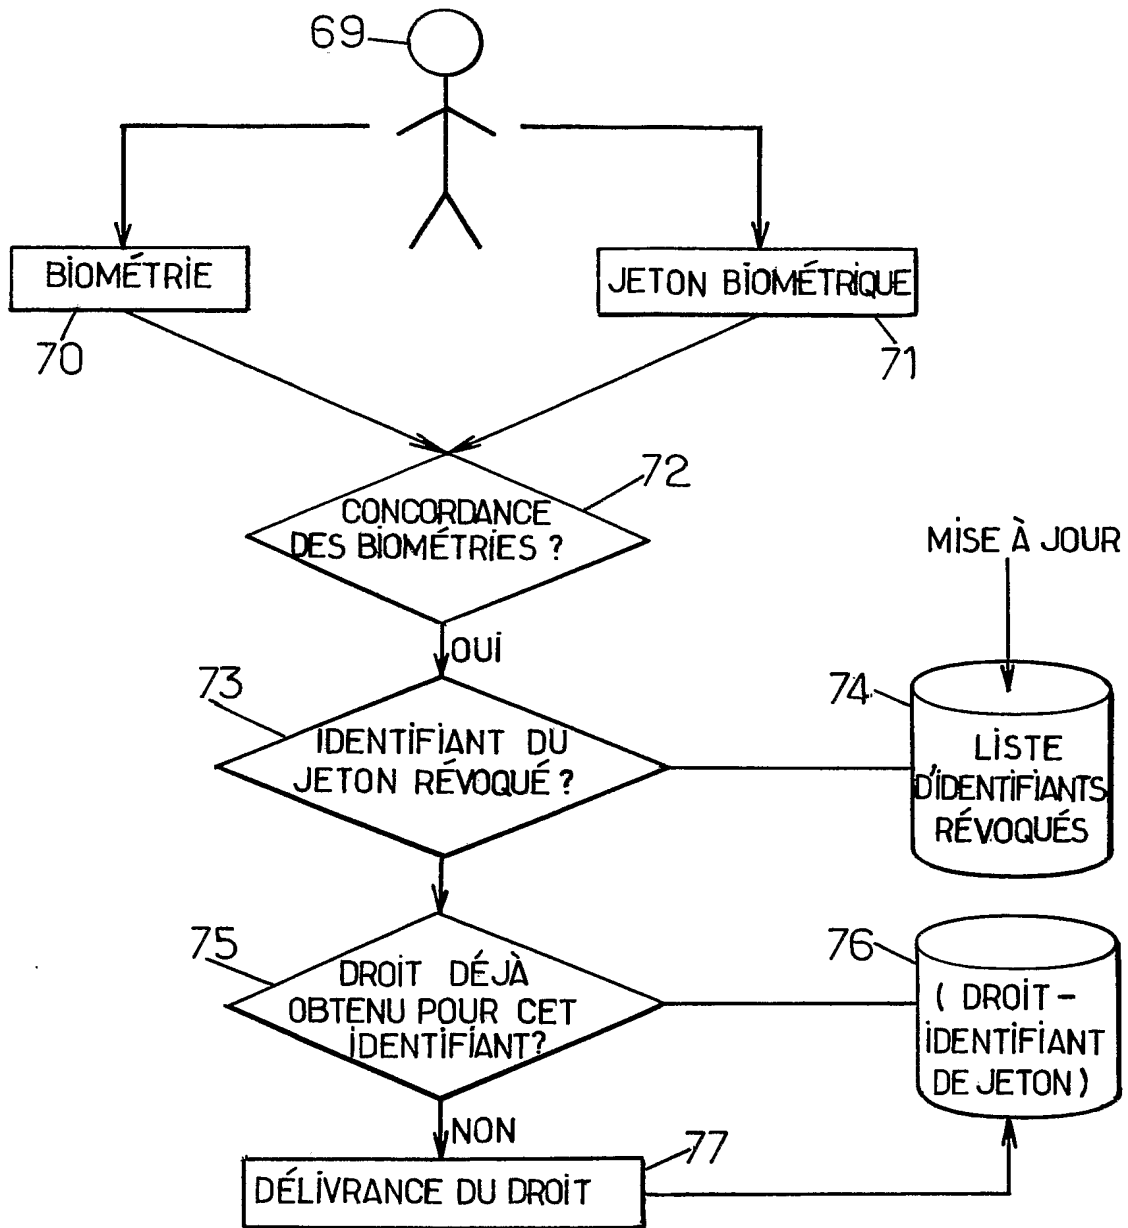 69
BIOMÉTRIE
JETON BIOMÉTRIQUE
70
71
72
CONCORDANCE
DES BIOMÉTRIES ?
MISE À JOUR
OUI
73
IDENTIFIANT DU
JETON RÉVOQUÉ ?
74
LISTE
D'IDENTIFIANTS
RÉVOQUÉS
75
DROIT DÉJÀ
OBTENU POUR CET
IDENTIFIANT?
76
( DROIT –
IDENTIFIANT
DE JETON )
NON
77
DÉLIVRANCE DU DROIT